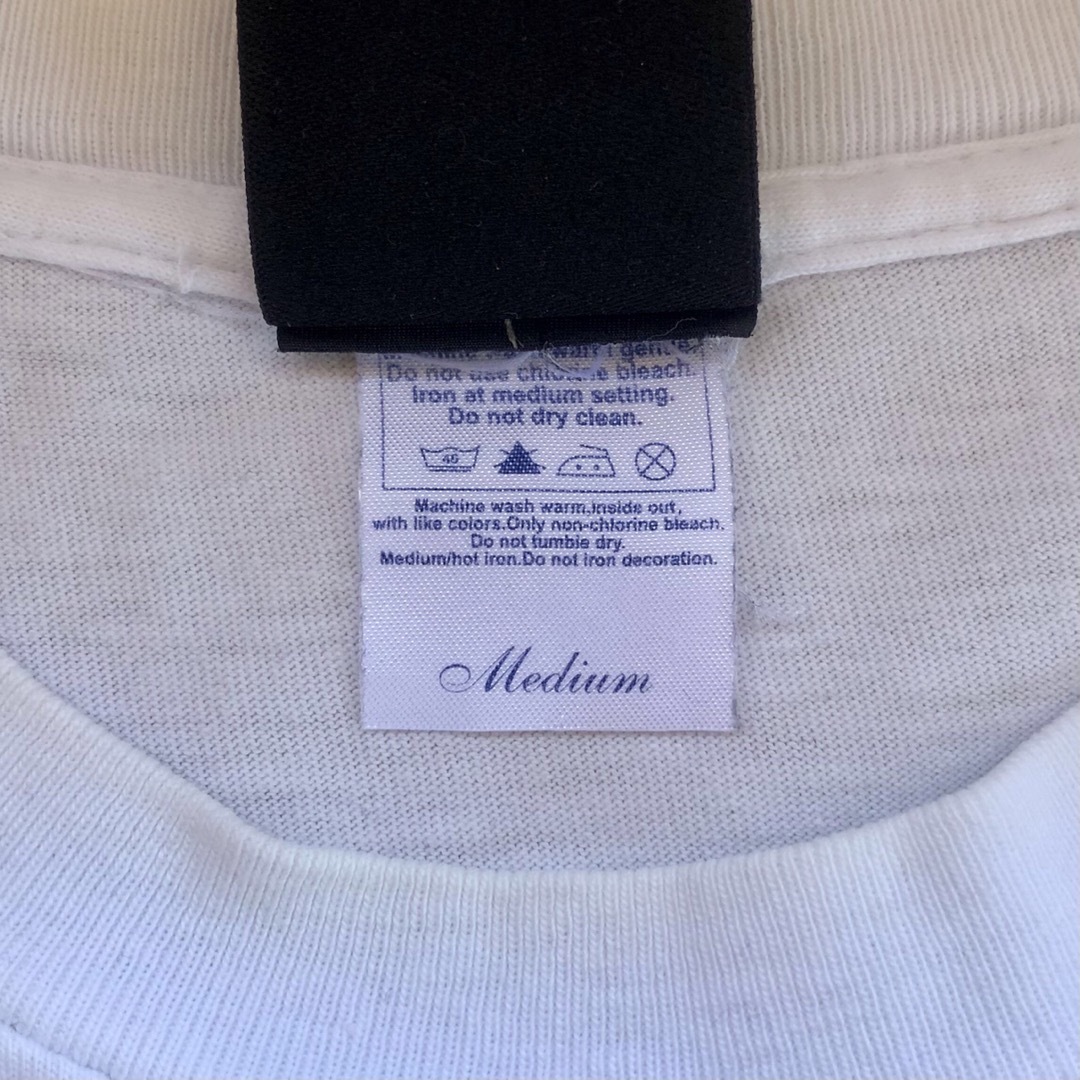 Do not use chlorine bleach.
Iron at medium setting.
Do not dry clean.
40
Machine wash warm,inside out,
with like colors.Only non-chlorine bleach.
Do not tumble dry.
Medium/hot iron.Do not iron decoration.
Medium